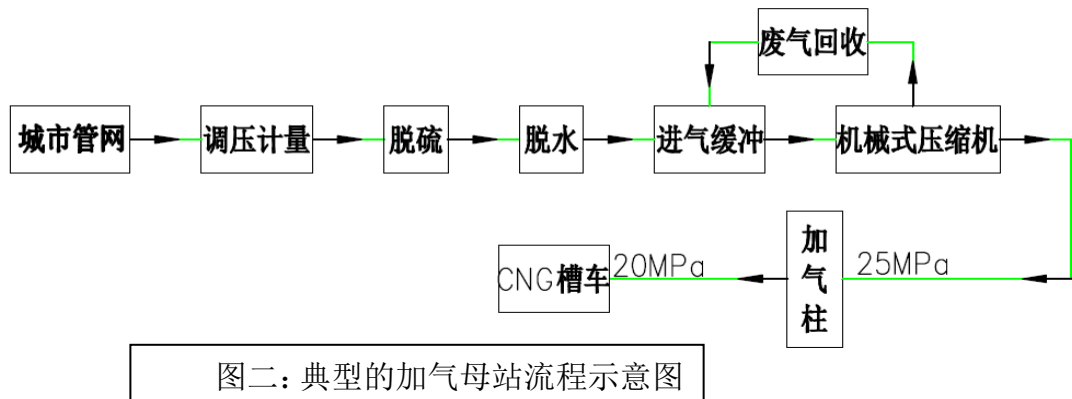 废气回收
城市管网
调压计量
脱硫
脱水
进气缓冲
机械式压缩机
加气柱
25MPa
20MPa
CNG槽车
图二:典型的加气母站流程示意图